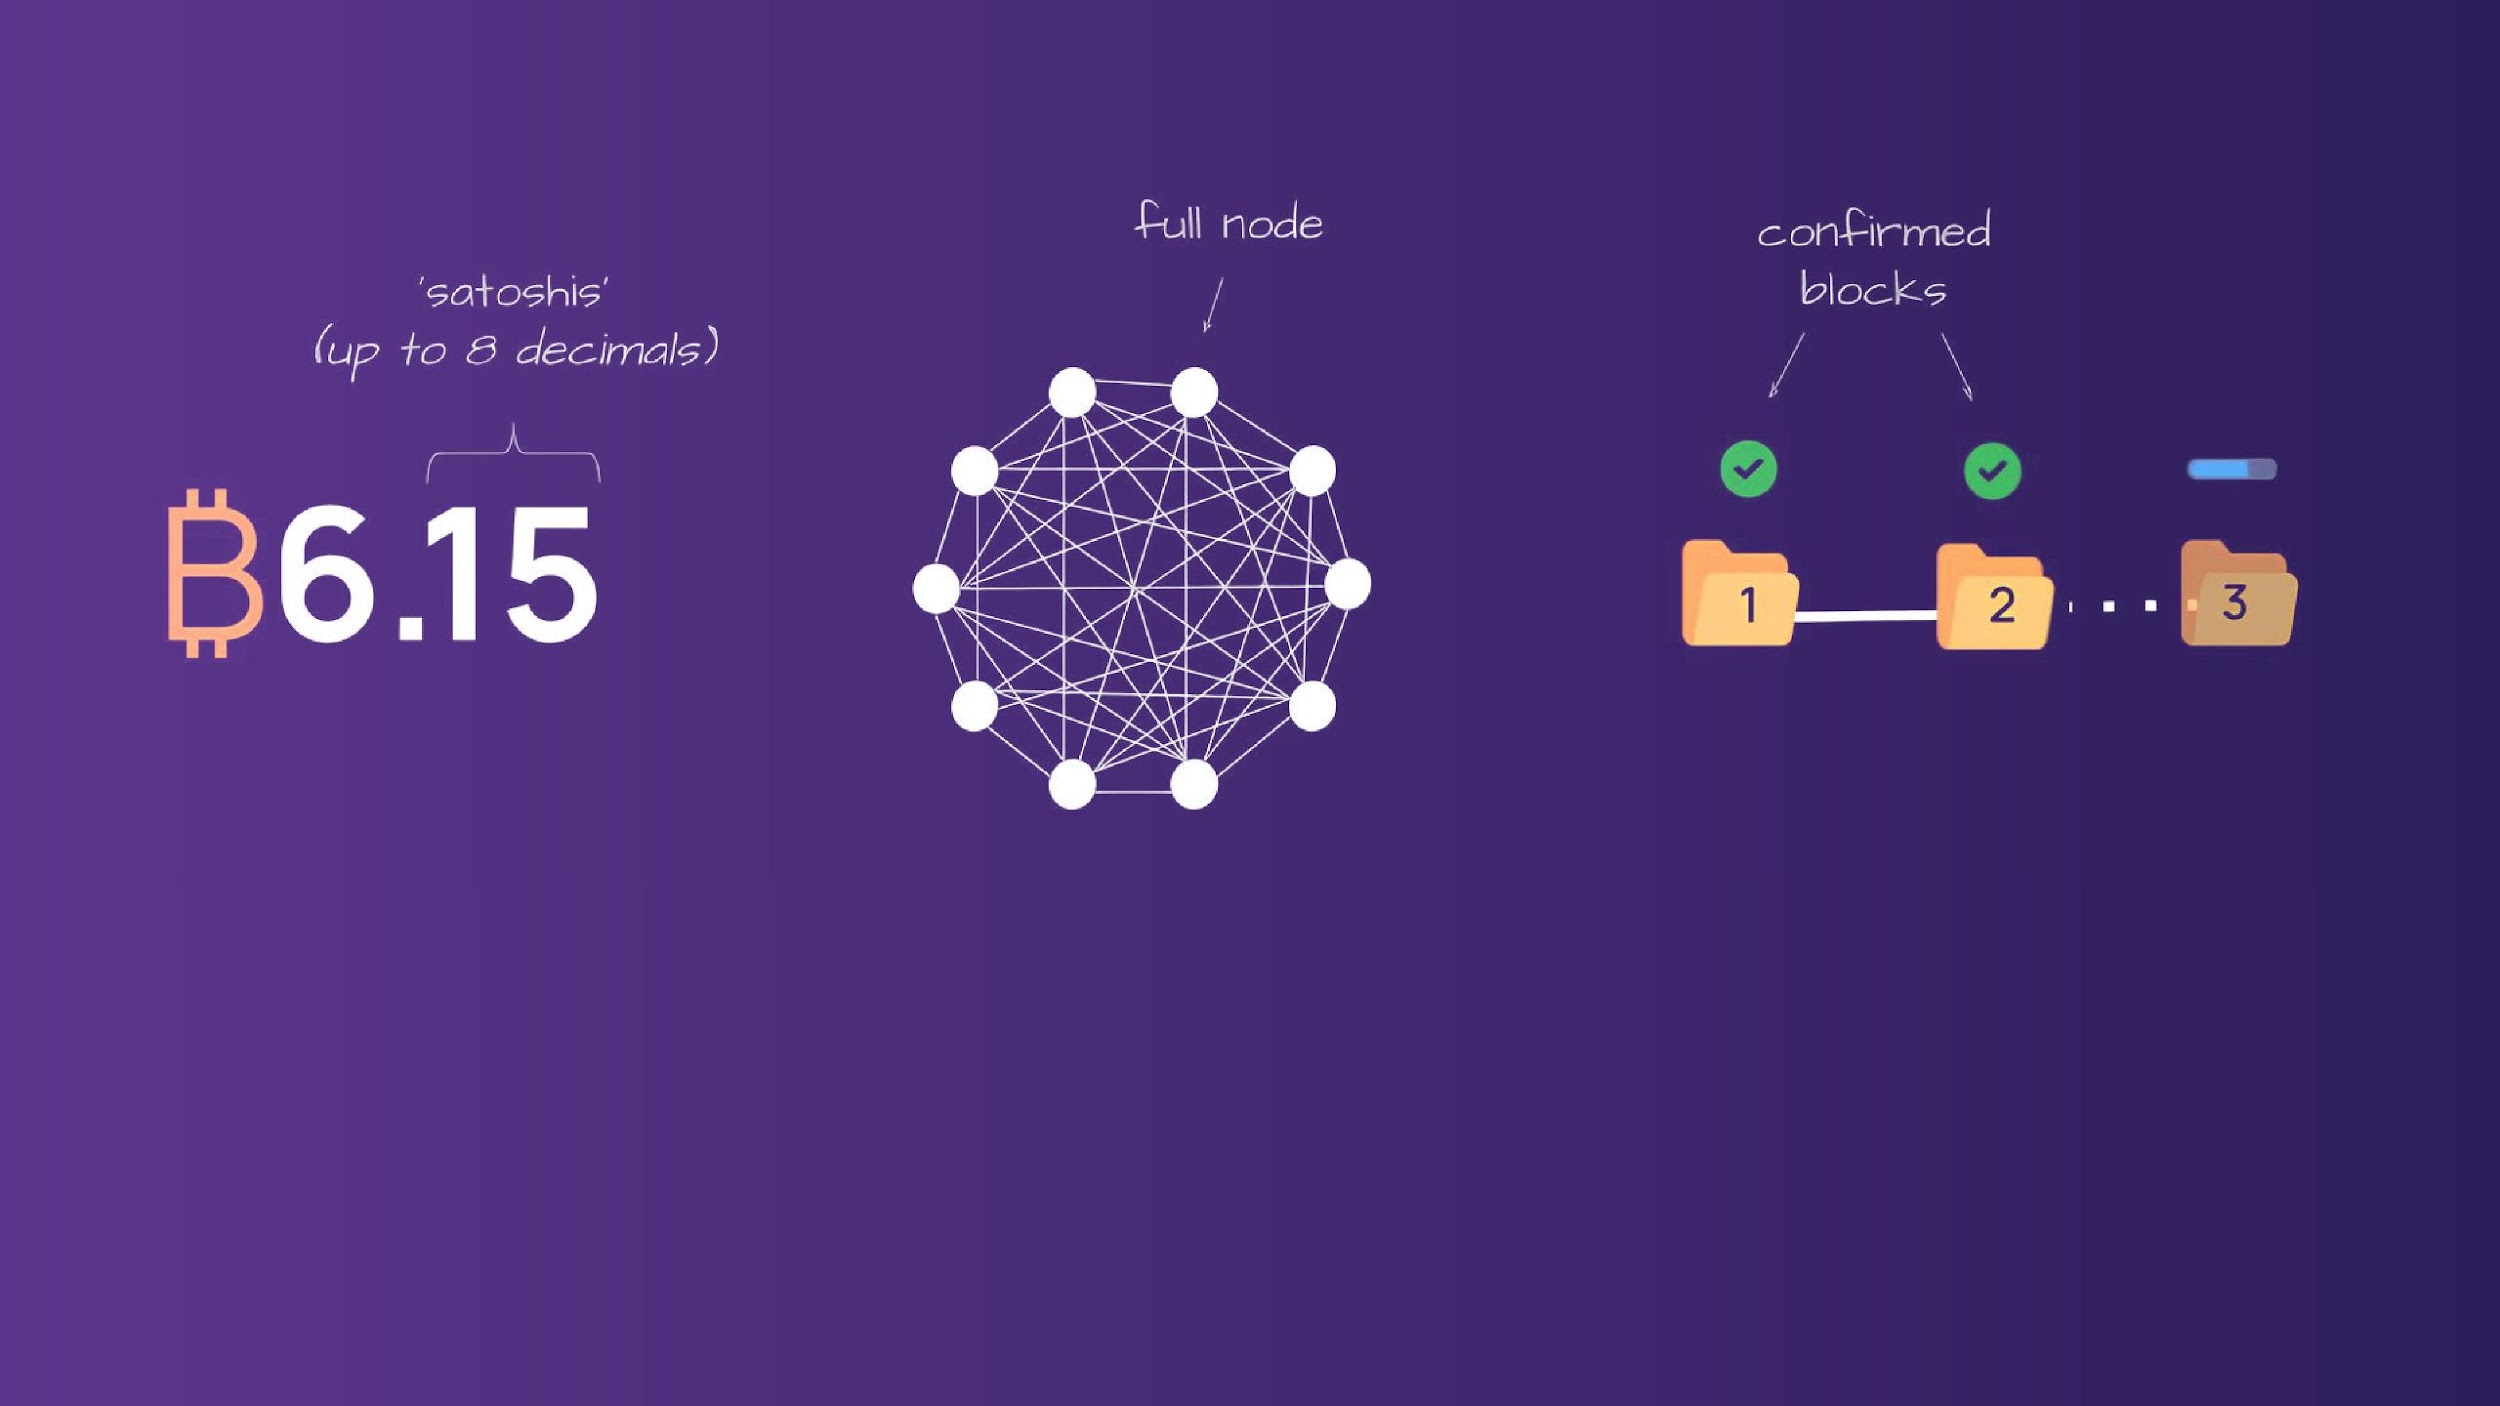 'satoshis'
(up to 8 decimals)
₿6.15
full node
confirmed
blocks
1
2
3